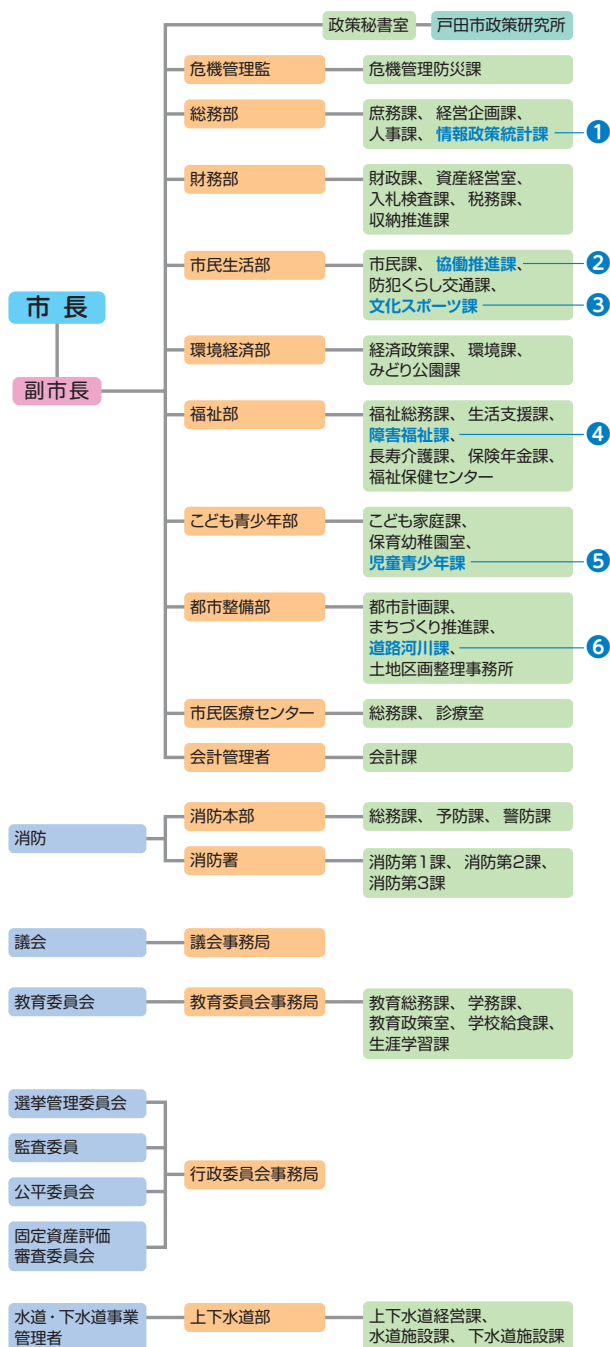 政策秘書室
戸田市政策研究所
危機管理監
危機管理防災課
総務部
庶務課、経営企画課、
人事課、情報政策統計課
❶
財務部
財政課、資産経営室、
入札検査課、税務課、
収納推進課
市民生活部
市民課、協働推進課、
❷
防犯くらし交通課、
文化スポーツ課
❸
市長
副市長
環境経済部
経済政策課、環境課、
みどり公園課
福祉部
福祉総務課、生活支援課、
障害福祉課、
❹
長寿介護課、保険年金課、
福祉保健センター
こども青少年部
こども家庭課、
保育幼稚園室、
児童青少年課
❺
都市整備部
都市計画課、
まちづくり推進課、
道路河川課、
❻
土地区画整理事務所
市民医療センター
総務課、診療室
会計管理者
会計課
消防
消防本部
総務課、予防課、警防課
消防署
消防第1課、消防第2課、
消防第3課
議会
議会事務局
教育委員会
教育委員会事務局
教育総務課、学務課、
教育政策室、学校給食課、
生涯学習課
選挙管理委員会
監査委員
公平委員会
固定資産評価
審査委員会
行政委員会事務局
水道・下水道事業
管理者
上下水道部
上下水道経営課、
水道施設課、下水道施設課